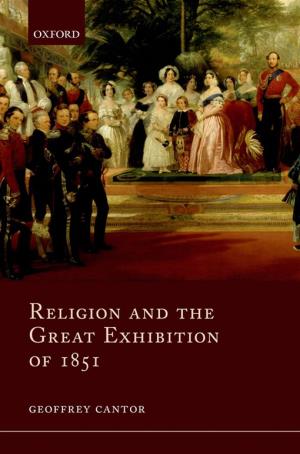 OXFORD
Religion and the
Great Exhibition
of 1851
GEOFFREY CANTOR